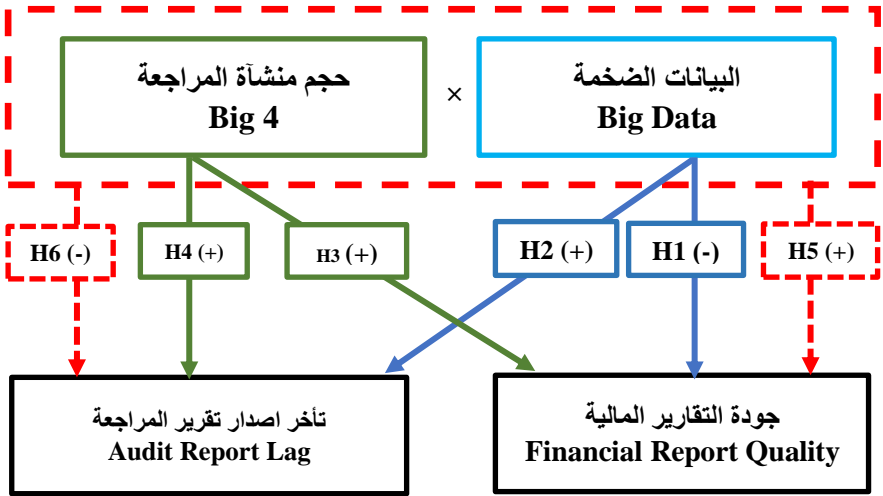 حجم منشآة المراجعة
Big 4
×
البيانات الضخمة
Big Data
H6 (-)
H4 (+)
H3 (+)
H2 (+)
H1 (-)
H5 (+)
تأخر اصدار تقرير المراجعة
Audit Report Lag
جودة التقارير المالية
Financial Report Quality